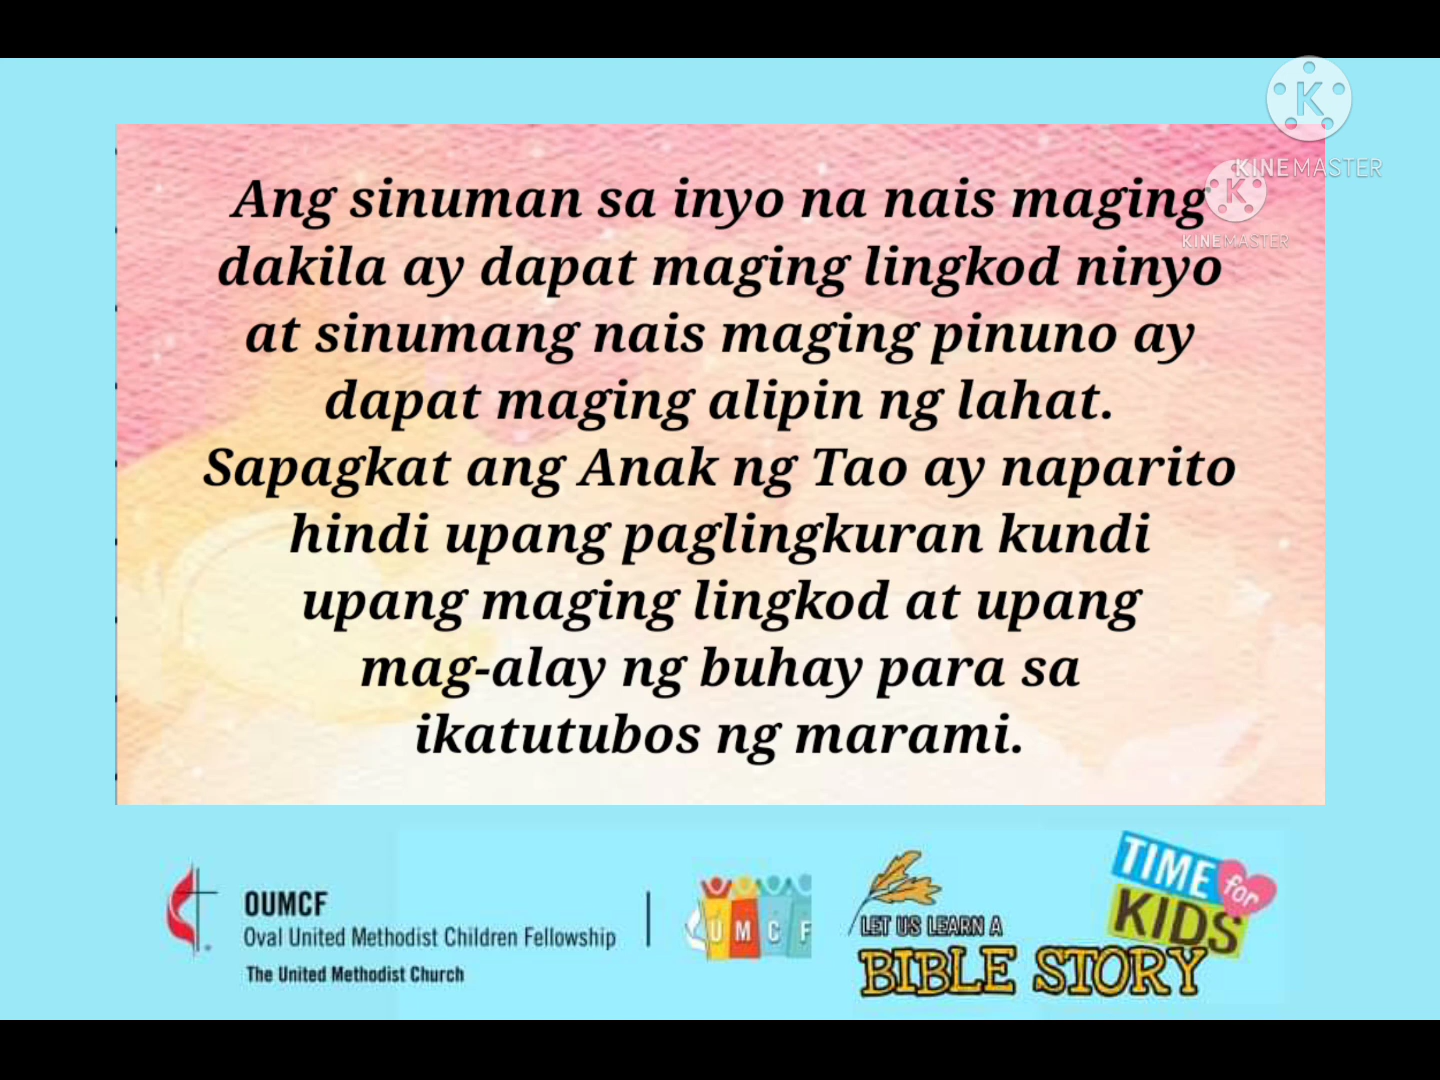 KINEMASTER
KINEMASTER
Ang sinuman sa inyo na nais maging
dakila ay dapat maging lingkod ninyo
at sinumang nais maging pinuno ay
dapat maging alipin ng lahat.
Sapagkat ang Anak ng Tao ay naparito
hindi upang paglingkuran kundi
upang maging lingkod at upang
mag-alay ng buhay para sa
ikatutubos ng marami.
OUMCF
Oval United Methodist Children Fellowship
The United Methodist Church
UMCF
LET US LEARN A
BIBLE STORY
TIME for
KIDS